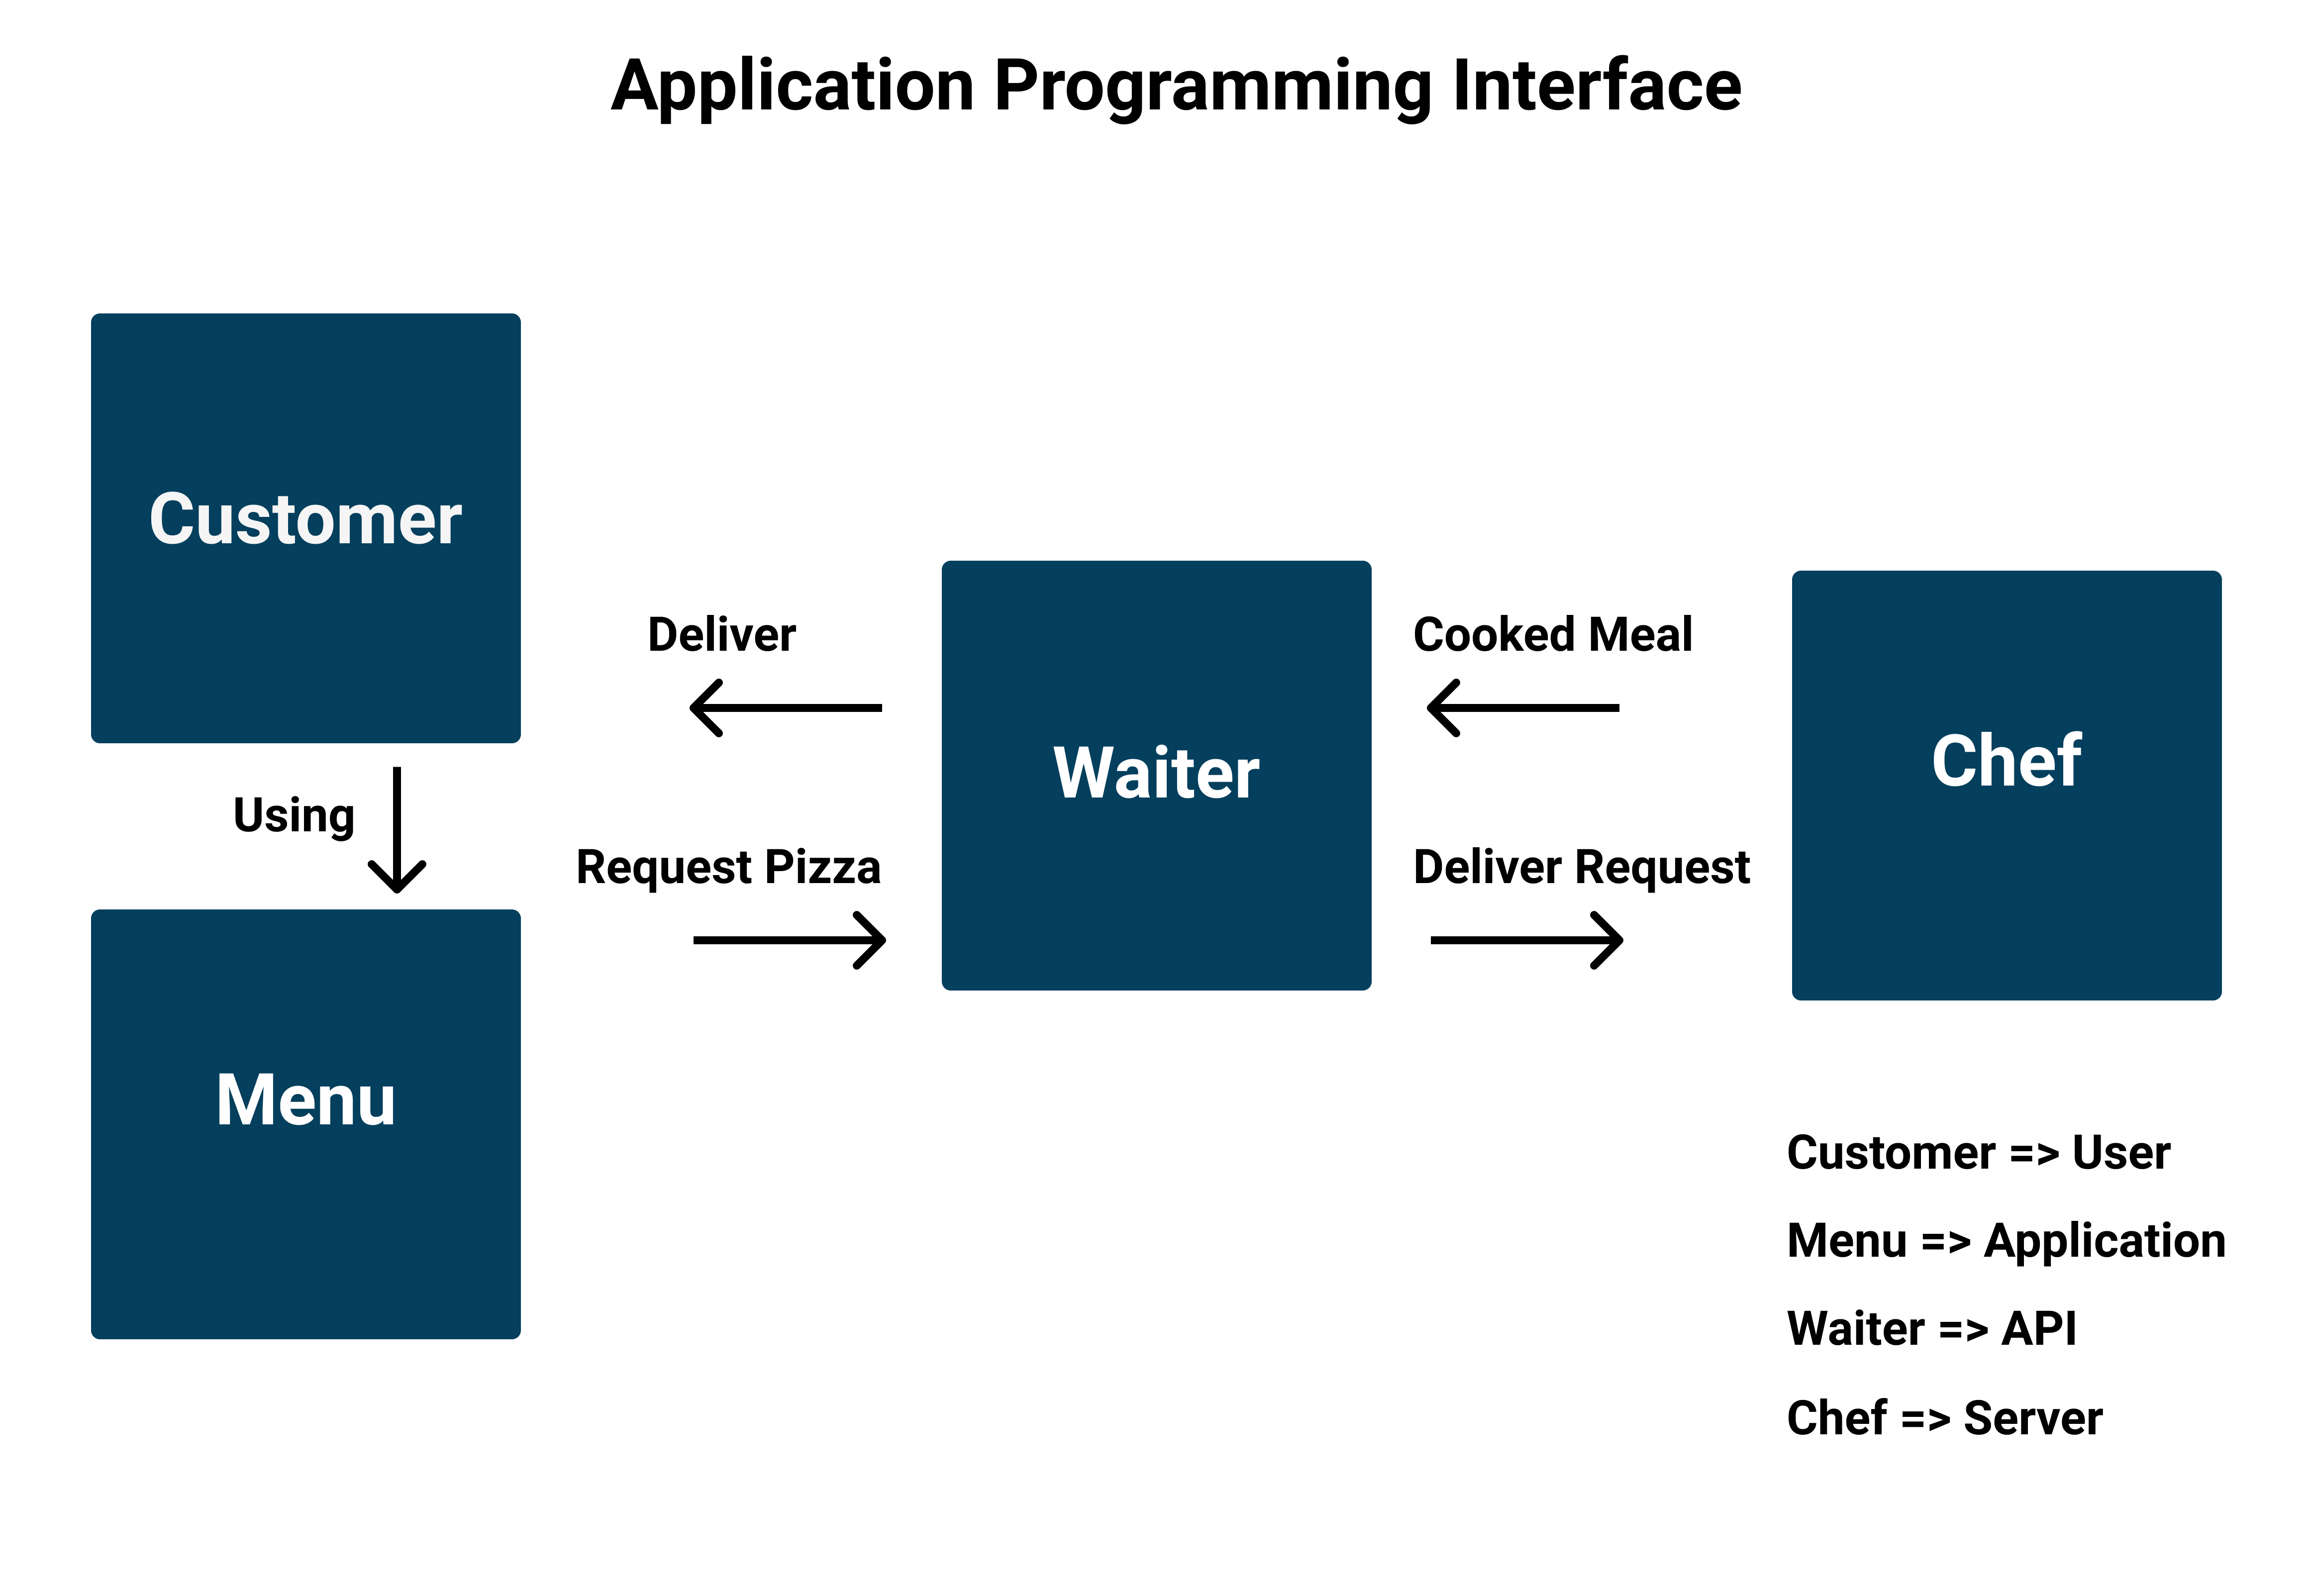 Application Programming Interface
Customer
Deliver
Cooked Meal
Waiter
Chef
Using
Request Pizza
Deliver Request
Menu
Customer => User
Menu => Application
Waiter => API
Chef => Server